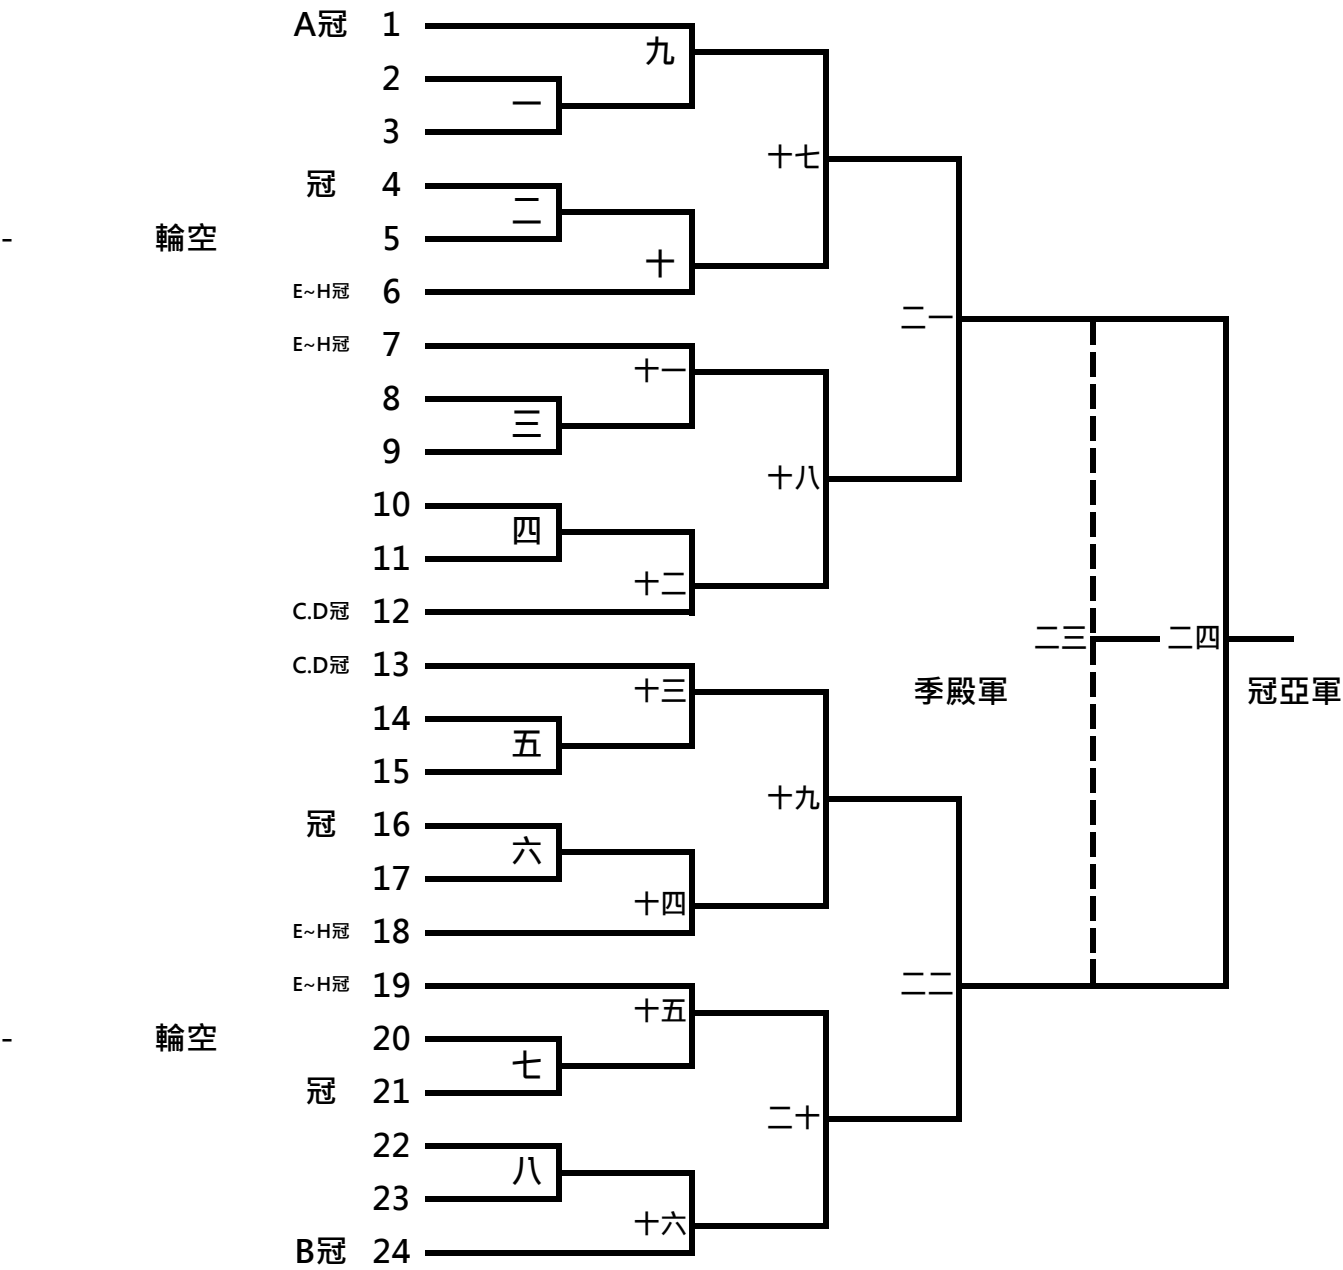 A冠 1
九
2
一
3
十七
冠 4
二
- 輪空 5
十
E~H冠 6
二一
E~H冠 7
十一
8
三
9
十八
10
四
11
十二
C.D冠 12
二三 二四
C.D冠 13
十三 季殿軍 冠亞軍
14
五
15
十九
冠 16
六
17
十四
E~H冠 18
E~H冠 19 二二
十五
- 輪空 20
七
冠 21
二十
22
八
23
十六
B冠 24